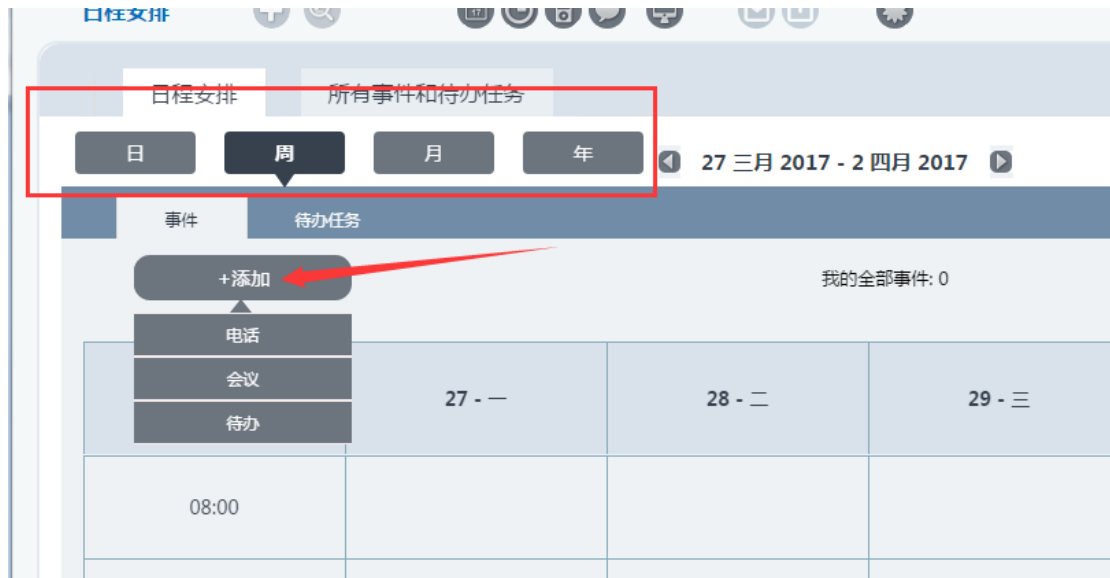 日程安排
17
日程安排 所有事件和待办任务
日 周 月 年 27 三月 2017 - 2 四月 2017
事件 待办任务
+添加 我的全部事件: 0
电话
会议
待办
27 - 一 28 - 二 29 - 三
08:00